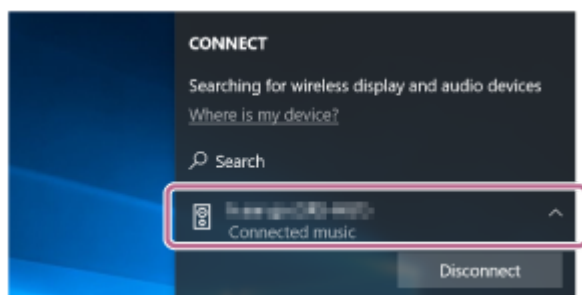 CONNECT
Searching for wireless display and audio devices
Where is my device?
Search
Connected music
Disconnect